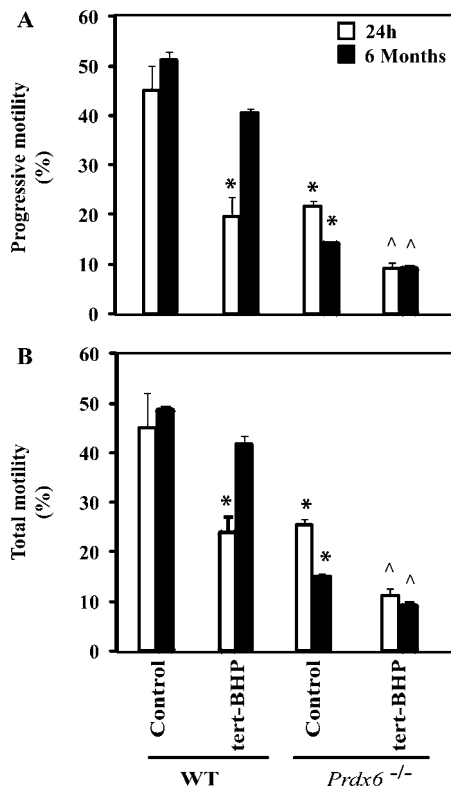 A
60
50
40
30
20
10
0
Progressive motility
(%)
24h
6 Months
*
*
*
^ ^
B
60
50
40
30
20
10
0
Total motility
(%)
*
*
*
^ ^
Control
tert-BHP
Control
tert-BHP
WT
Prdx6 -/-